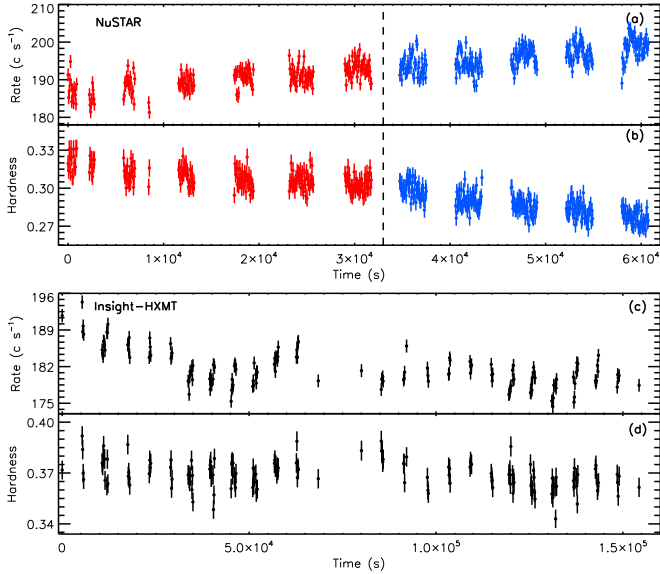 210
NuSTAR
(a)
200
Rate (c s⁻¹)
190
180
(b)
0.33
Hardness
0.30
0.27
0 1×10⁴ 2×10⁴ 3×10⁴ 4×10⁴ 5×10⁴ 6×10⁴
Time (s)
196
Insight-HXMT
(c)
189
Rate (c s⁻¹)
182
175
0.40
(d)
Hardness
0.37
0.34
0 5.0×10⁴ 1.0×10⁵ 1.5×10⁵
Time (s)